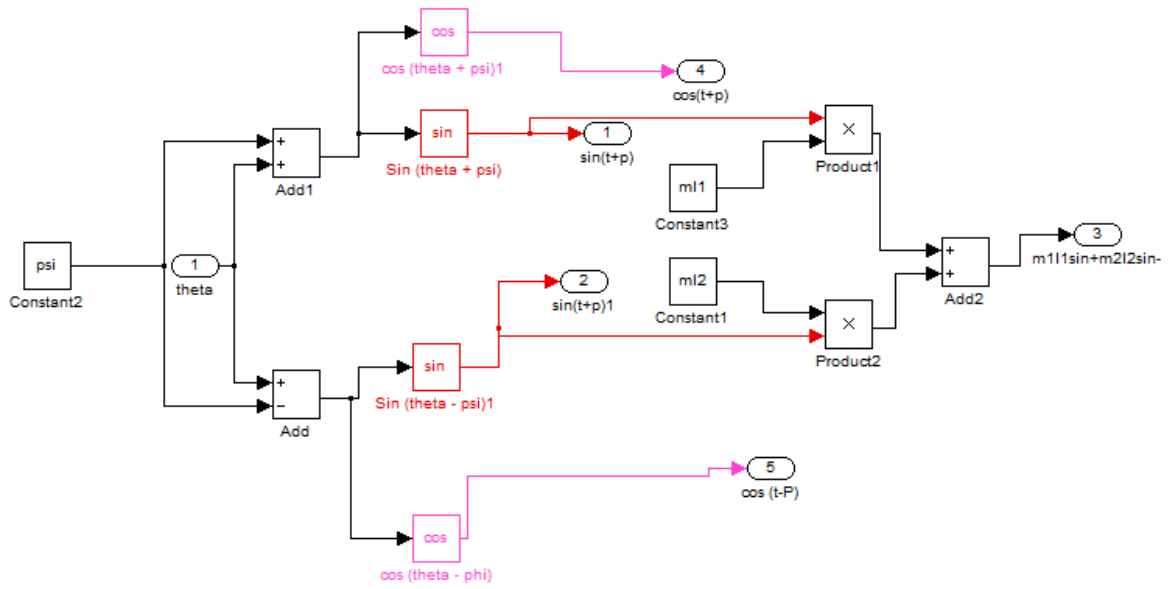 cos
cos (theta + psi)1
4
cos(t+p)
+
+
Add1
sin
Sin (theta + psi)
1
sin(t+p)
×
Product1
ml1
Constant3
psi
Constant2
1
theta
3
m1l1sin+m2l2sin-
+
+
Add2
2
sin(t+p)1
ml2
Constant1
×
Product2
+
−
Add
sin
Sin (theta - psi)1
5
cos (t-P)
cos
cos (theta - phi)